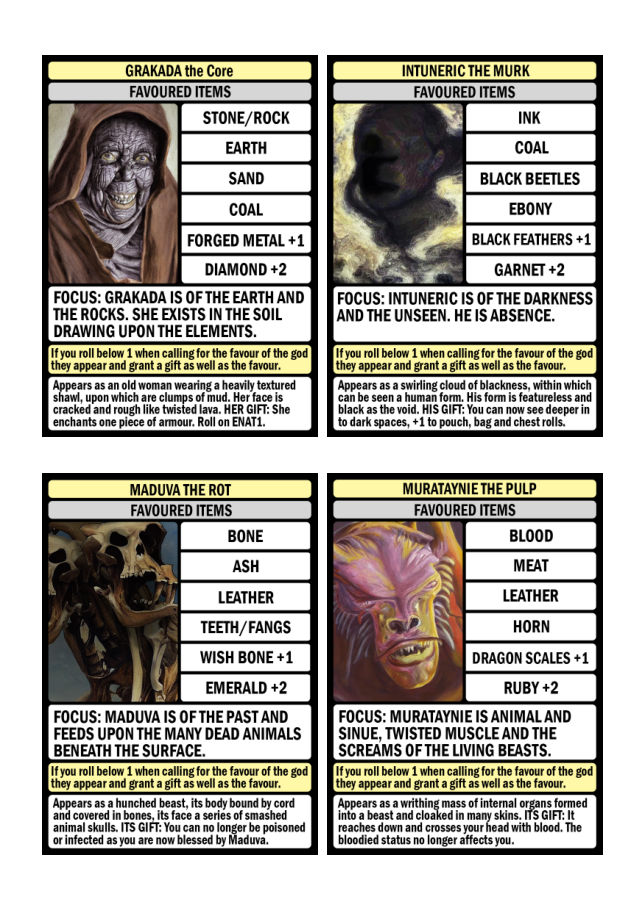 GRAKADA the Core
FAVOURED ITEMS
STONE/ROCK
EARTH
SAND
COAL
FORGED METAL +1
DIAMOND +2
FOCUS: GRAKADA IS OF THE EARTH AND
THE ROCKS. SHE EXISTS IN THE SOIL
DRAWING UPON THE ELEMENTS.
If you roll below 1 when calling for the favour of the god
they appear and grant a gift as well as the favour.
Appears as an old woman wearing a heavily textured
shawl, upon which are clumps of mud. Her face is
cracked and rough like twisted lava. HER GIFT: She
enchants one piece of armour. Roll on ENAT1.
INTUNERIC THE MURK
FAVOURED ITEMS
INK
COAL
BLACK BEETLES
EBONY
BLACK FEATHERS +1
GARNET +2
FOCUS: INTUNERIC IS OF THE DARKNESS
AND THE UNSEEN. HE IS ABSENCE.
If you roll below 1 when calling for the favour of the god
they appear and grant a gift as well as the favour.
Appears as a swirling cloud of blackness, within which
can be seen a human form. His form is featureless and
black as the void. HIS GIFT: You can now see deeper in
to dark spaces, +1 to pouch, bag and chest rolls.
MADUVA THE ROT
FAVOURED ITEMS
BONE
ASH
LEATHER
TEETH/FANGS
WISH BONE +1
EMERALD +2
FOCUS: MADUVA IS OF THE PAST AND
FEEDS UPON THE MANY DEAD ANIMALS
BENEATH THE SURFACE.
If you roll below 1 when calling for the favour of the god
they appear and grant a gift as well as the favour.
Appears as a hunched beast, its body bound by cord
and covered in bones, its face a series of smashed
animal skulls. ITS GIFT: You can no longer be poisoned
or infected as you are now blessed by Maduva.
MURATAYNIE THE PULP
FAVOURED ITEMS
BLOOD
MEAT
LEATHER
HORN
DRAGON SCALES +1
RUBY +2
FOCUS: MURATAYNIE IS ANIMAL AND
SINUE, TWISTED MUSCLE AND THE
SCREAMS OF THE LIVING BEASTS.
If you roll below 1 when calling for the favour of the god
they appear and grant a gift as well as the favour.
Appears as a writhing mass of internal organs formed
into a beast and cloaked in many skins. ITS GIFT: It
reaches down and crosses your head with blood. The
bloodied status no longer affects you.